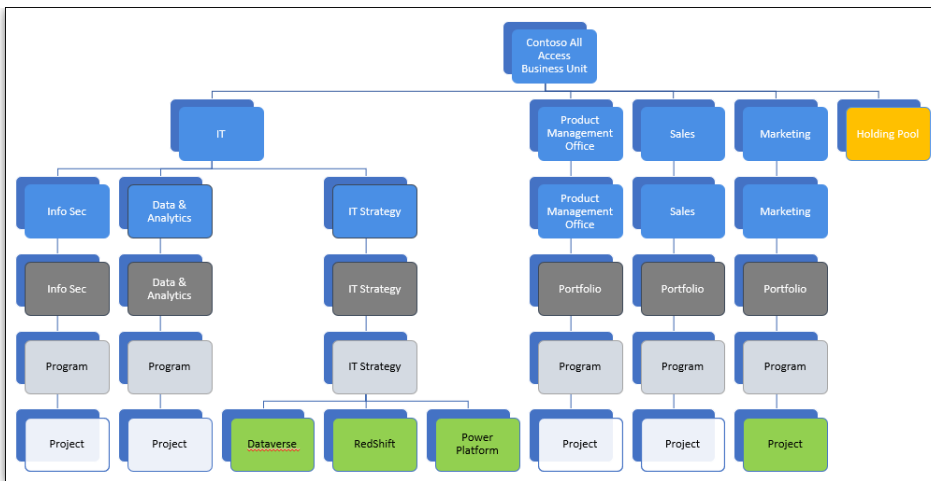 Contoso All
Access
Business Unit
IT
Product
Management
Office
Sales
Marketing
Holding Pool
Info Sec
Data &
Analytics
IT Strategy
Product
Management
Office
Sales
Marketing
Info Sec
Data &
Analytics
IT Strategy
Portfolio
Portfolio
Portfolio
Program
Program
IT Strategy
Program
Program
Program
Project
Project
Dataverse
RedShift
Power
Platform
Project
Project
Project